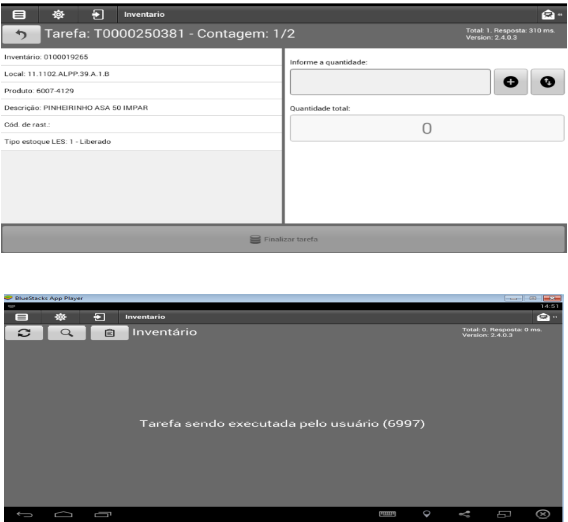 Inventario
Tarefa: T0000250381 - Contagem: 1/2
Total: 1. Resposta: 310 ms.
Version: 2.4.0.3
Inventário: 0100019265
Local: 11.1102.ALPP.39.A.1.B
Produto: 6007-4129
Descrição: PINHEIRINHO ASA 50 IMPAR
Cód. de rast.:
Tipo estoque LES: 1 - Liberado
Informe a quantidade:
Quantidade total:
0
Finalizar tarefa
BlueStacks App Player
14:51
Inventario
Inventário
Total: 0. Resposta: 0 ms.
Version: 2.4.0.3
Tarefa sendo executada pelo usuário (6997)